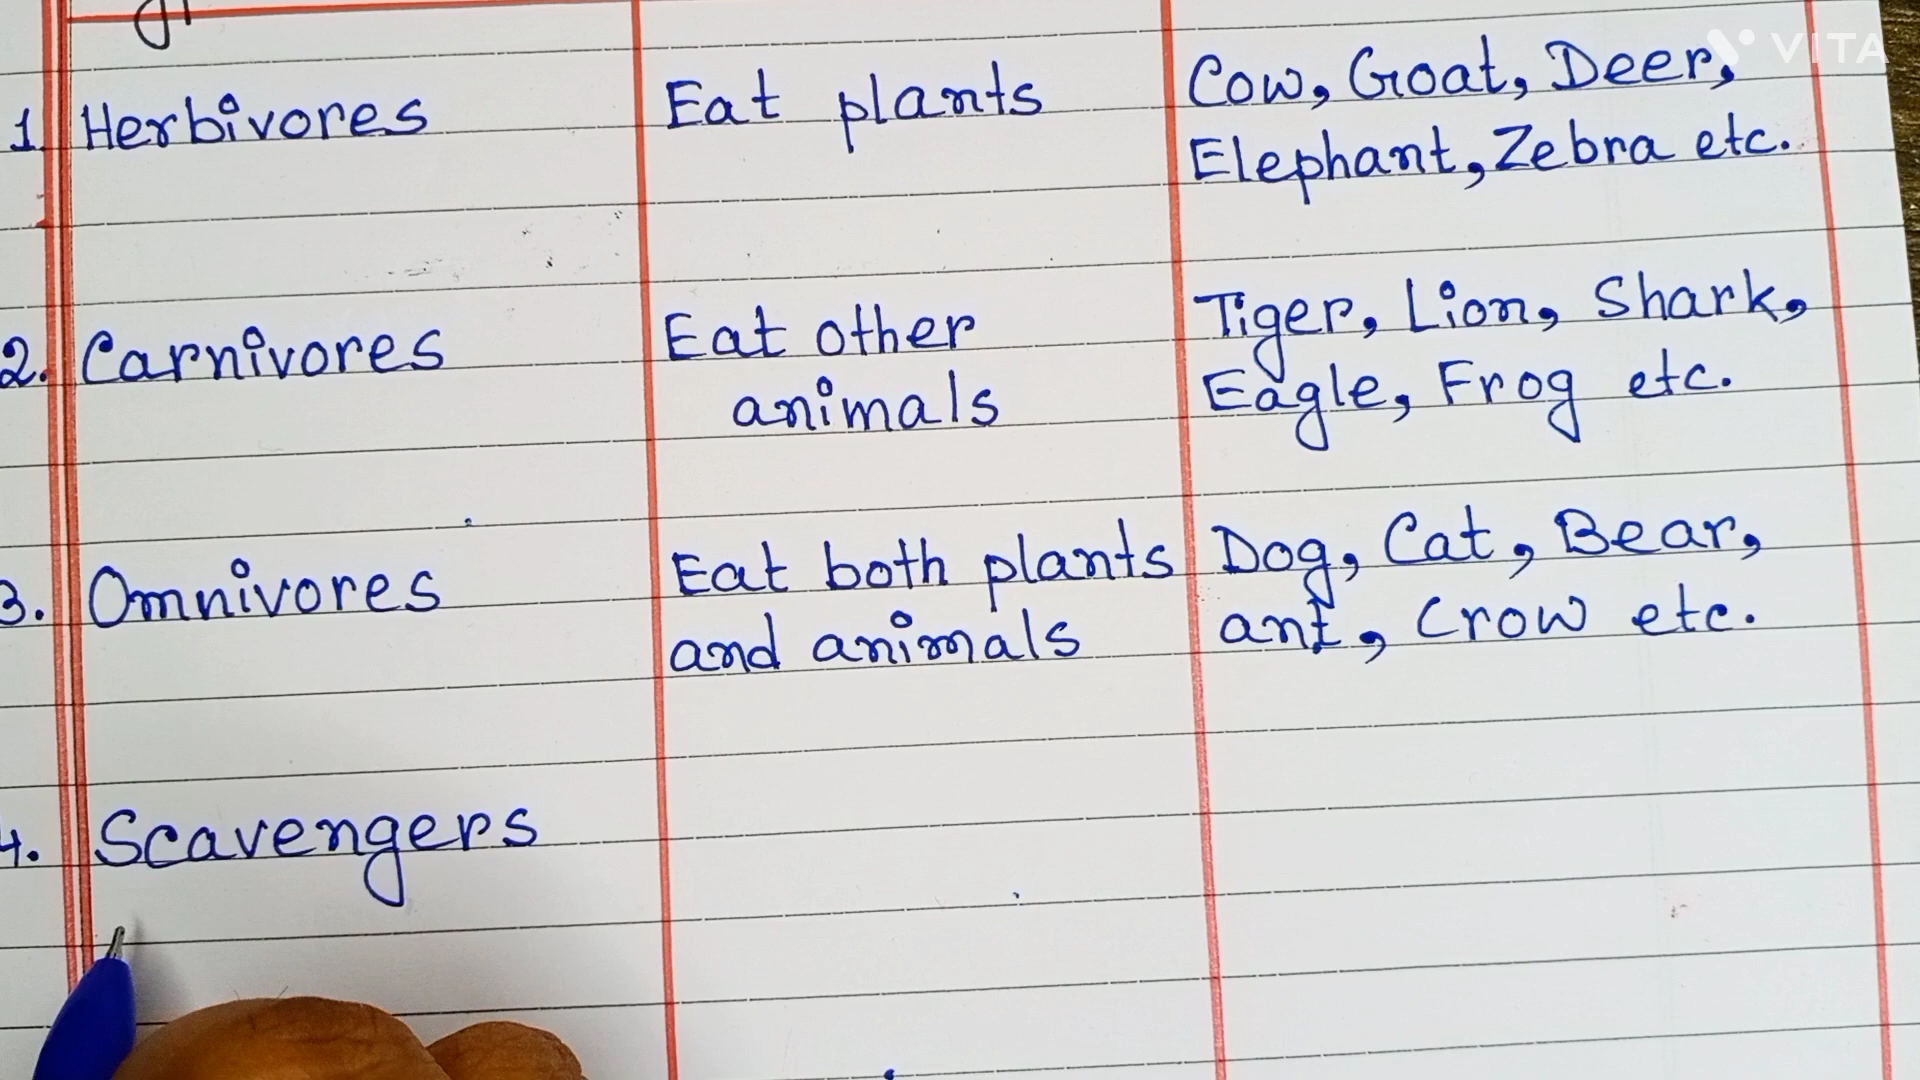 VITA
1. Herbivores Eat plants Cow, Goat, Deer,
Elephant, Zebra etc.
2. Carnivores Eat other Tiger, Lion, Shark,
animals Eagle, Frog etc.
3. Omnivores Eat both plants Dog, Cat, Bear,
and animals ant, Crow etc.
4. Scavengers